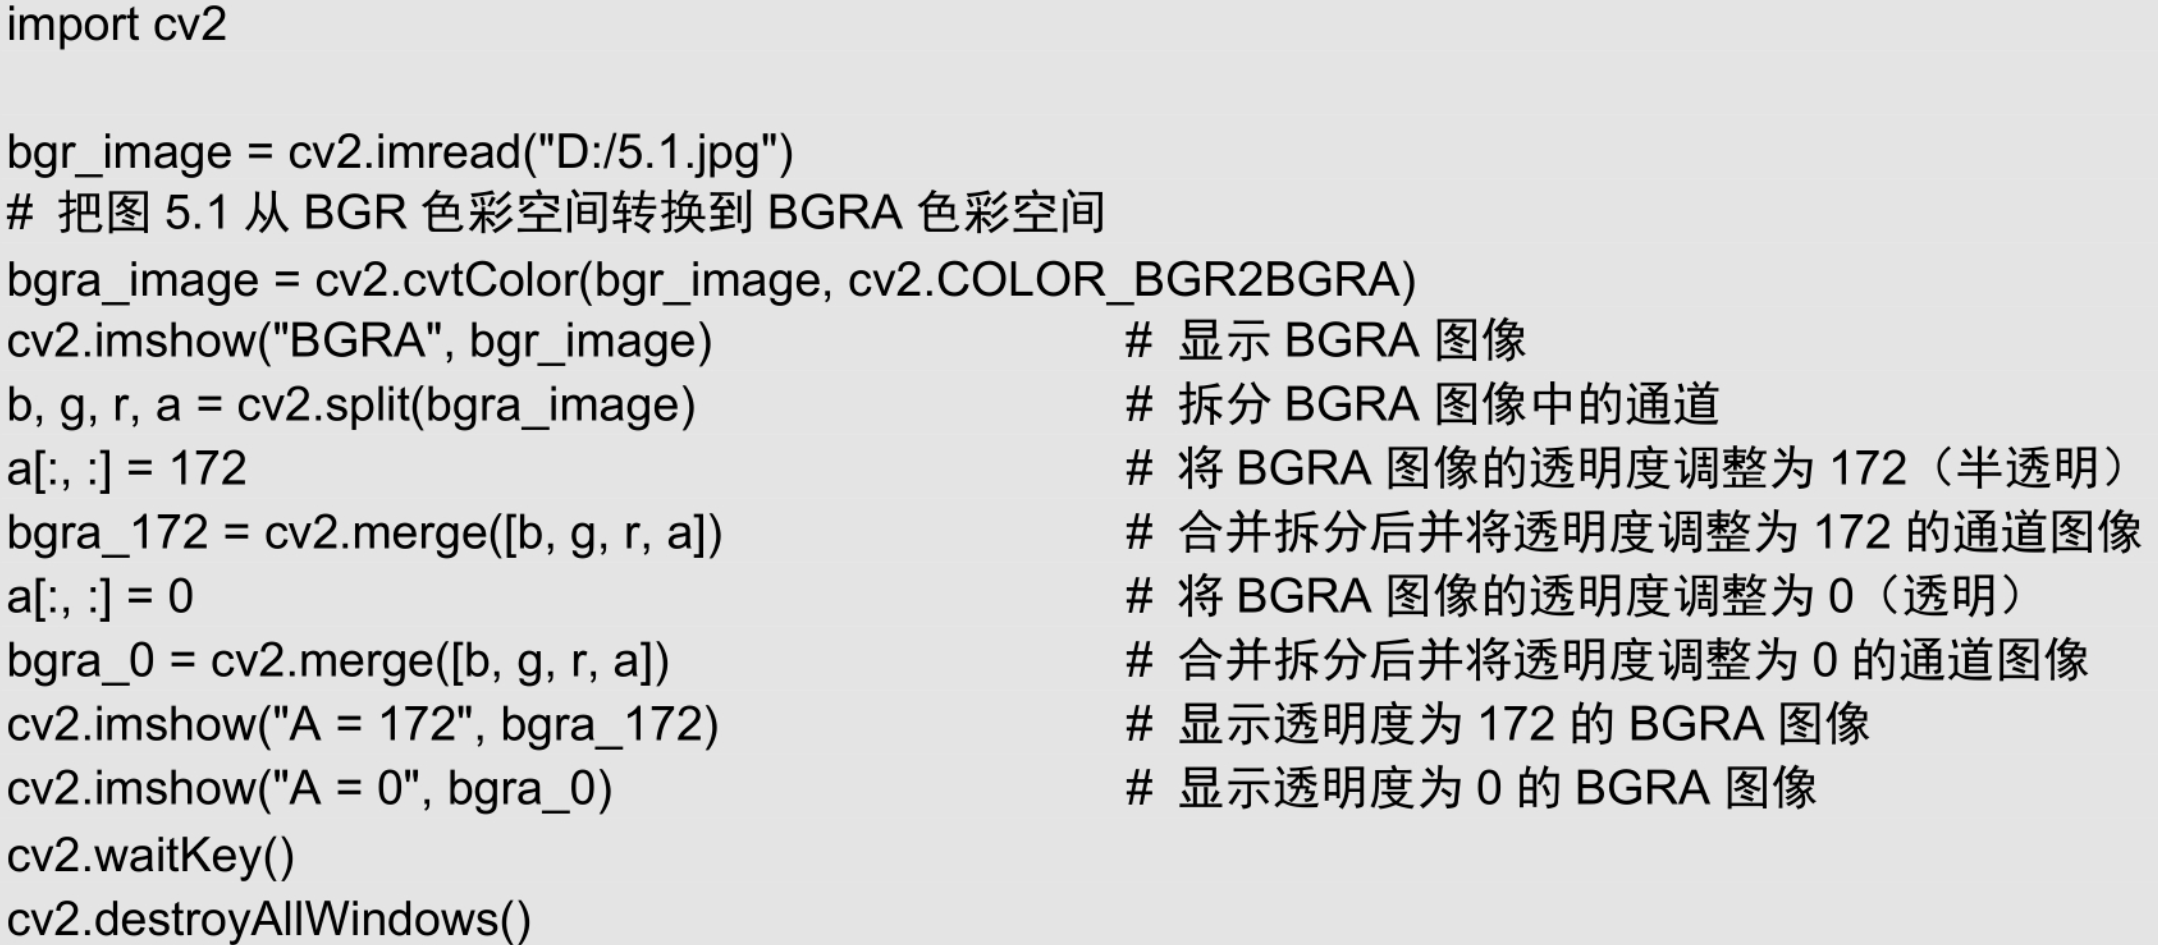 import cv2
bgr_image = cv2.imread("D:/5.1.jpg")
# 把图 5.1 从 BGR 色彩空间转换到 BGRA 色彩空间
bgra_image = cv2.cvtColor(bgr_image, cv2.COLOR_BGR2BGRA)
cv2.imshow("BGRA", bgr_image) # 显示 BGRA 图像
b, g, r, a = cv2.split(bgra_image) # 拆分 BGRA 图像中的通道
a[:, :] = 172 # 将 BGRA 图像的透明度调整为 172（半透明）
bgra_172 = cv2.merge([b, g, r, a]) # 合并拆分后并将透明度调整为 172 的通道图像
a[:, :] = 0 # 将 BGRA 图像的透明度调整为 0（透明）
bgra_0 = cv2.merge([b, g, r, a]) # 合并拆分后并将透明度调整为 0 的通道图像
cv2.imshow("A = 172", bgra_172) # 显示透明度为 172 的 BGRA 图像
cv2.imshow("A = 0", bgra_0) # 显示透明度为 0 的 BGRA 图像
cv2.waitKey()
cv2.destroyAllWindows()